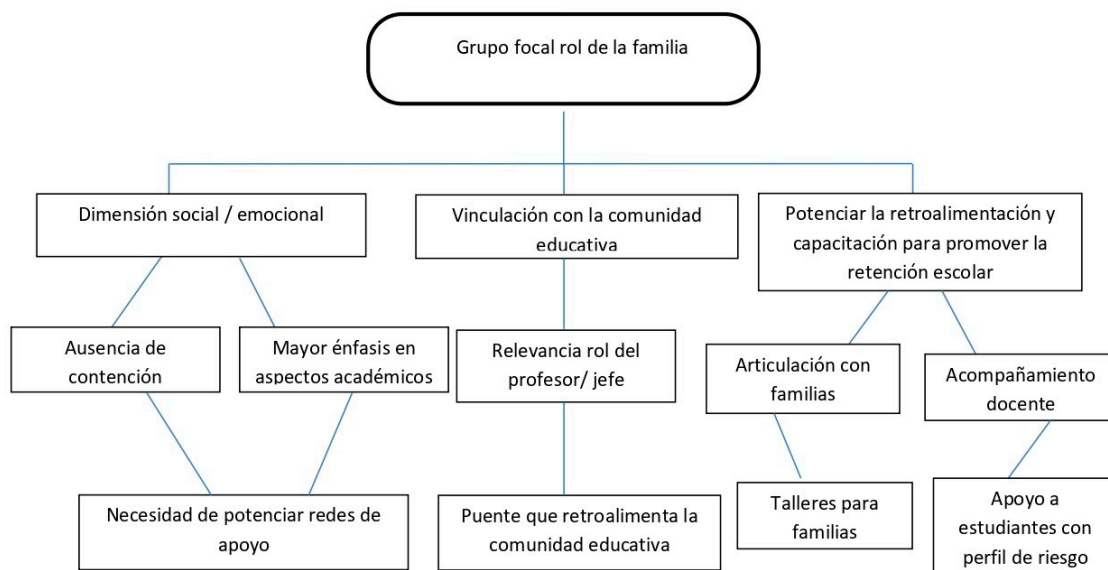 Grupo focal rol de la familia
Dimensión social / emocional
Vinculación con la comunidad
educativa
Potenciar la retroalimentación y
capacitación para promover la
retención escolar
Ausencia de
contención
Mayor énfasis en
aspectos académicos
Relevancia rol del
profesor/ jefe
Articulación con
familias
Acompañamiento
docente
Necesidad de potenciar redes de
apoyo
Puente que retroalimenta la
comunidad educativa
Talleres para
familias
Apoyo a
estudiantes con
perfil de riesgo